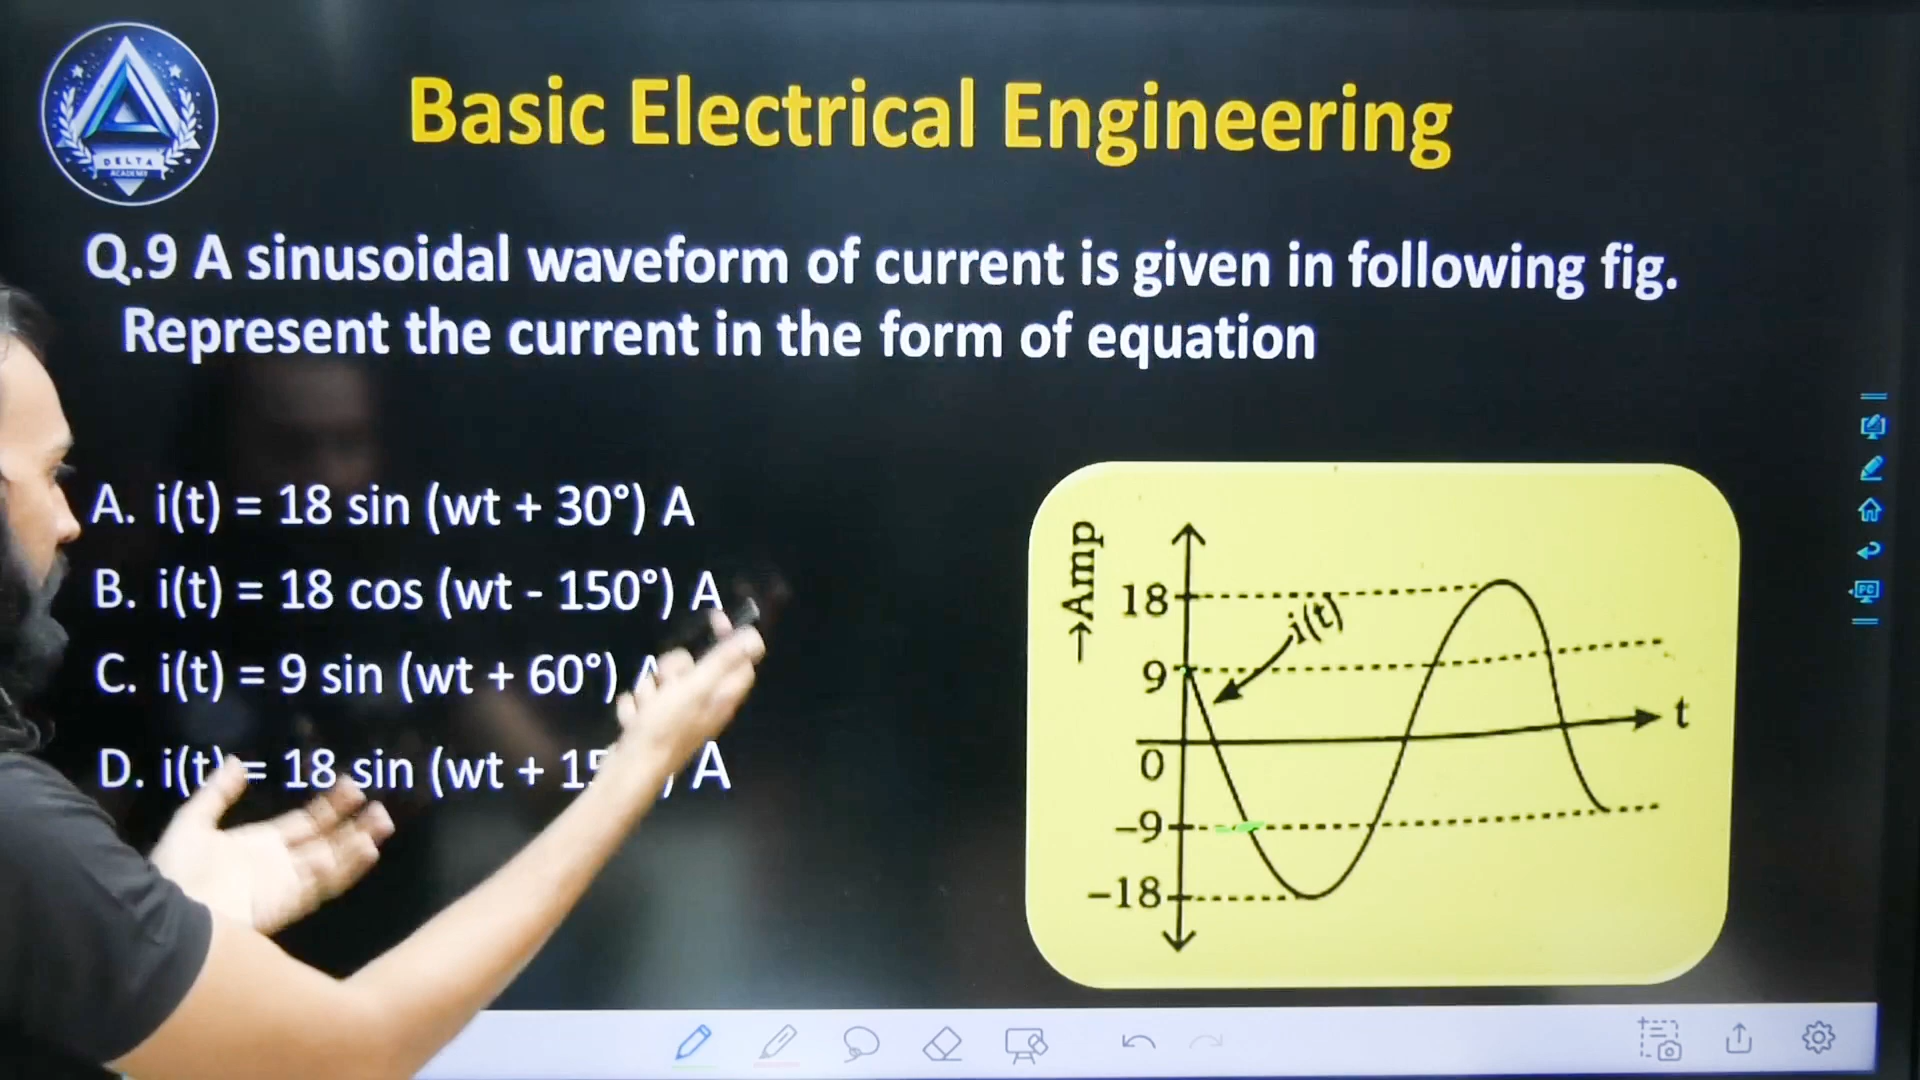 DELTA
ACADEMY
Basic Electrical Engineering
Q.9 A sinusoidal waveform of current is given in following fig.
Represent the current in the form of equation
A. i(t) = 18 sin (wt + 30°) A
B. i(t) = 18 cos (wt - 150°) A
C. i(t) = 9 sin (wt + 60°) A
D. i(t) = 18 sin (wt + 15 ) A
→Amp
18
i(t)
9
t
0
-9
-18
PC